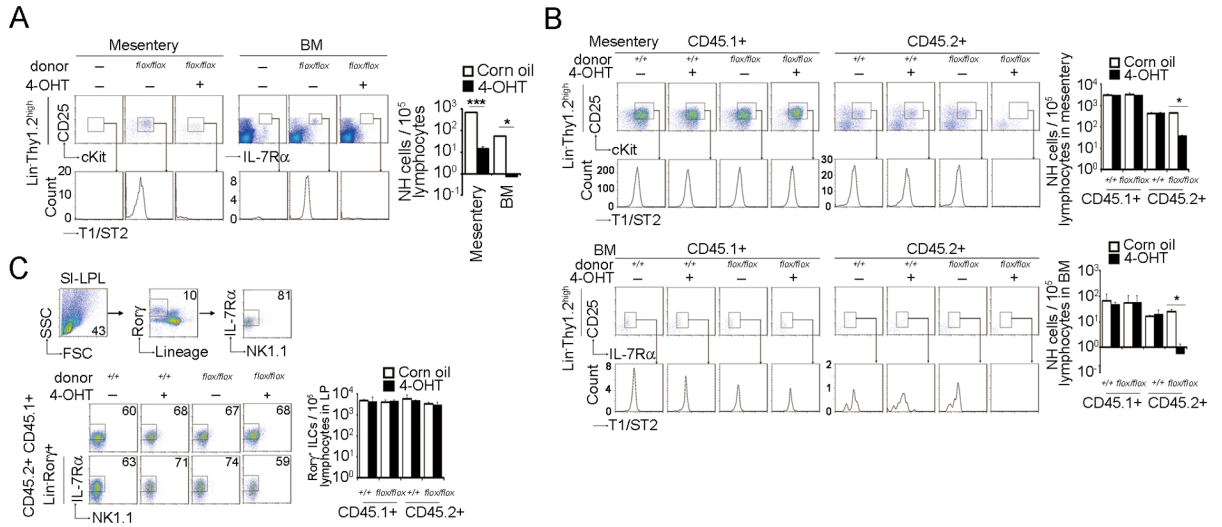 A
Mesentery BM
donor – flox/flox flox/flox – flox/flox flox/flox
4-OHT – – + – – +
Lin-Thy1.2high
CD25
cKit
IL-7Rα
Count
20
10
0
8
4
0
T1/ST2
Corn oil
4-OHT
NH cells / 105
lymphocytes
103
102
101
1
10-1
***
*
Mesentery
BM
B
Mesentery CD45.1+ CD45.2+
donor +/+ +/+ flox/flox flox/flox +/+ +/+ flox/flox flox/flox
4-OHT – + – + – + – +
Lin-Thy1.2high
CD25
cKit
Count
200
100
0
30
20
10
0
T1/ST2
Corn oil
4-OHT
NH cells / 105
lymphocytes in mesentery
104
103
102
101
100
*
+/+ flox/flox +/+ flox/flox
CD45.1+ CD45.2+
BM CD45.1+ CD45.2+
donor +/+ +/+ flox/flox flox/flox +/+ +/+ flox/flox flox/flox
4-OHT – + – + – + – +
Lin-Thy1.2high
CD25
IL-7Rα
Count
8
4
0
2
1
0
T1/ST2
Corn oil
4-OHT
NH cells / 105
lymphocytes in BM
103
102
101
100
10-1
*
+/+ flox/flox +/+ flox/flox
CD45.1+ CD45.2+
C
SI-LPL
SSC
43
FSC
Rorγ
10
Lineage
IL-7Rα
81
NK1.1
donor +/+ +/+ flox/flox flox/flox
4-OHT – + – +
CD45.2+ CD45.1+
Lin-Rorγ+
IL-7Rα
60 68 67 68
63 71 74 59
NK1.1
Corn oil
4-OHT
Rorγ+ ILCs / 105
lymphocytes in LP
104
103
102
101
100
+/+ flox/flox +/+ flox/flox
CD45.1+ CD45.2+